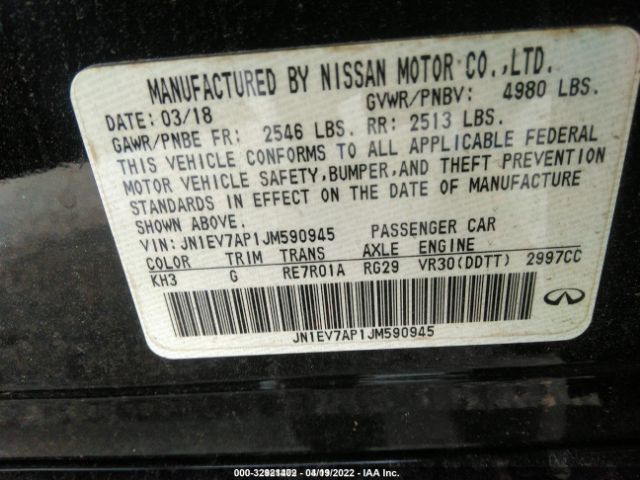 MANUFACTURED BY NISSAN MOTOR CO.,LTD.
DATE: 03/18 GVWR/PNBV: 4980 LBS.
GAWR/PNBE FR: 2546 LBS. RR: 2513 LBS.
THIS VEHICLE CONFORMS TO ALL APPLICABLE FEDERAL
MOTOR VEHICLE SAFETY,BUMPER,AND THEFT PREVENTION
STANDARDS IN EFFECT ON THE DATE OF MANUFACTURE
SHOWN ABOVE.
VIN: JN1EV7AP1JM590945 PASSENGER CAR
COLOR TRIM TRANS AXLE ENGINE
KH3 G RE7R01A RG29 VR30(DDTT) 2997CC
JN1EV7AP1JM590945
- IAA Inc.